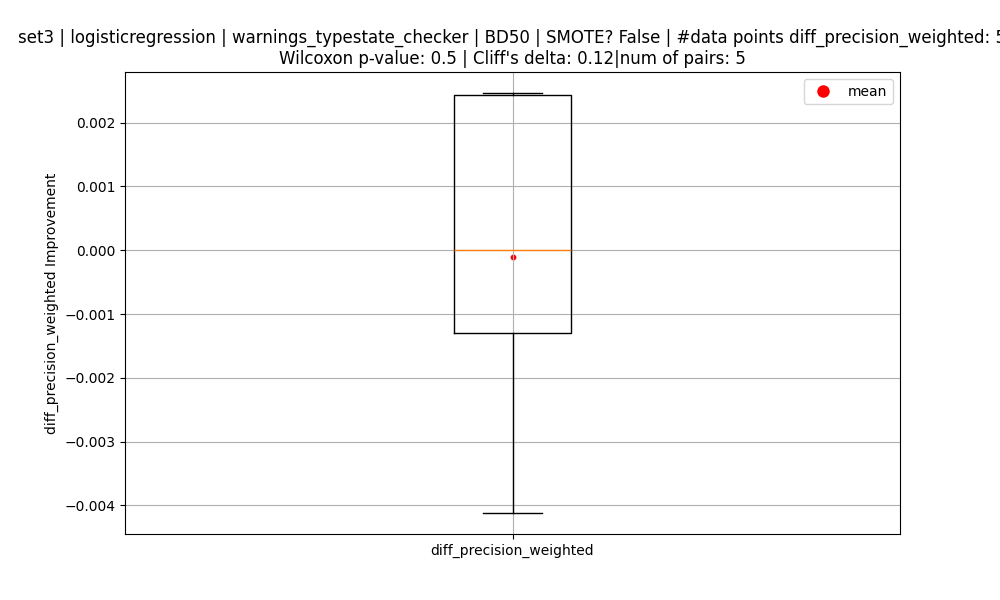 set3 | logisticregression | warnings_typestate_checker | BD50 | SMOTE? False | #data points diff_precision_weighted: 5
Wilcoxon p-value: 0.5 | Cliff's delta: 0.12|num of pairs: 5
mean
0.002
0.001
0.000
−0.001
−0.002
−0.003
−0.004
diff_precision_weighted Improvement
diff_precision_weighted